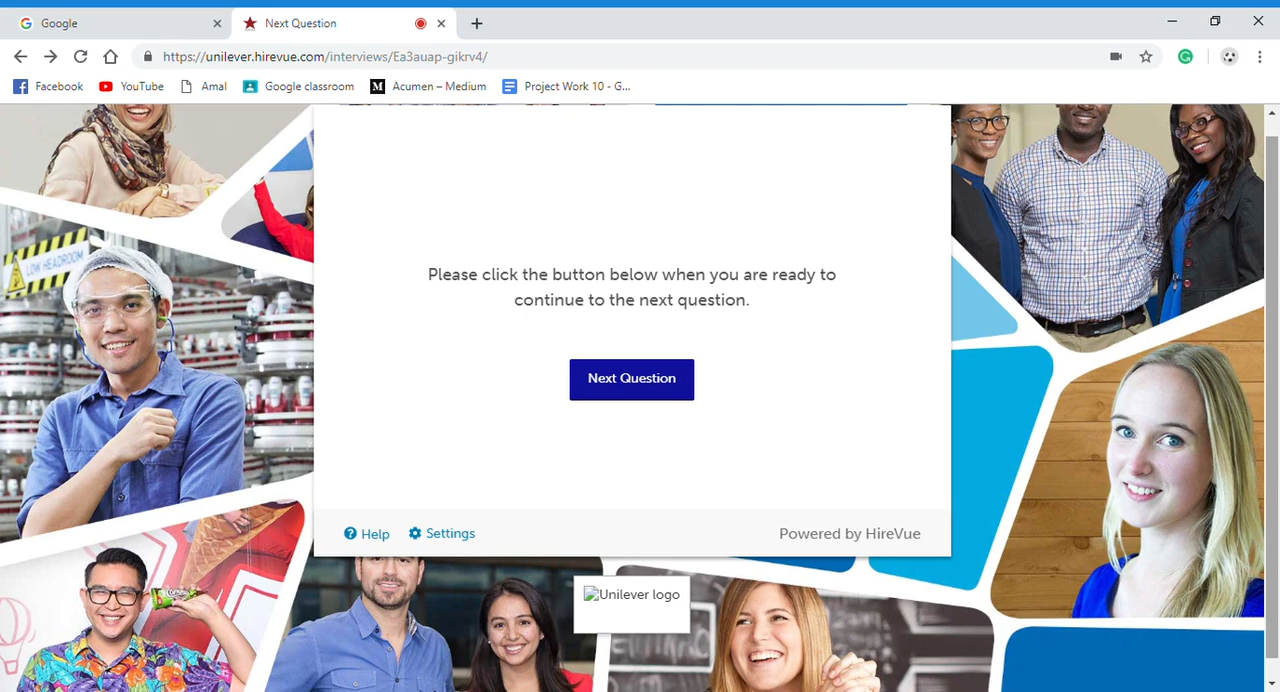 Google
Next Question
https://unilever.hirevue.com/interviews/Ea3auap-gikrv4/
Facebook
YouTube
Amal
Google classroom
M
Acumen – Medium
Project Work 10 - G...
LOW HEADROOM
Please click the button below when you are ready to
continue to the next question.
Next Question
Help
Settings
Powered by HireVue
Unilever logo